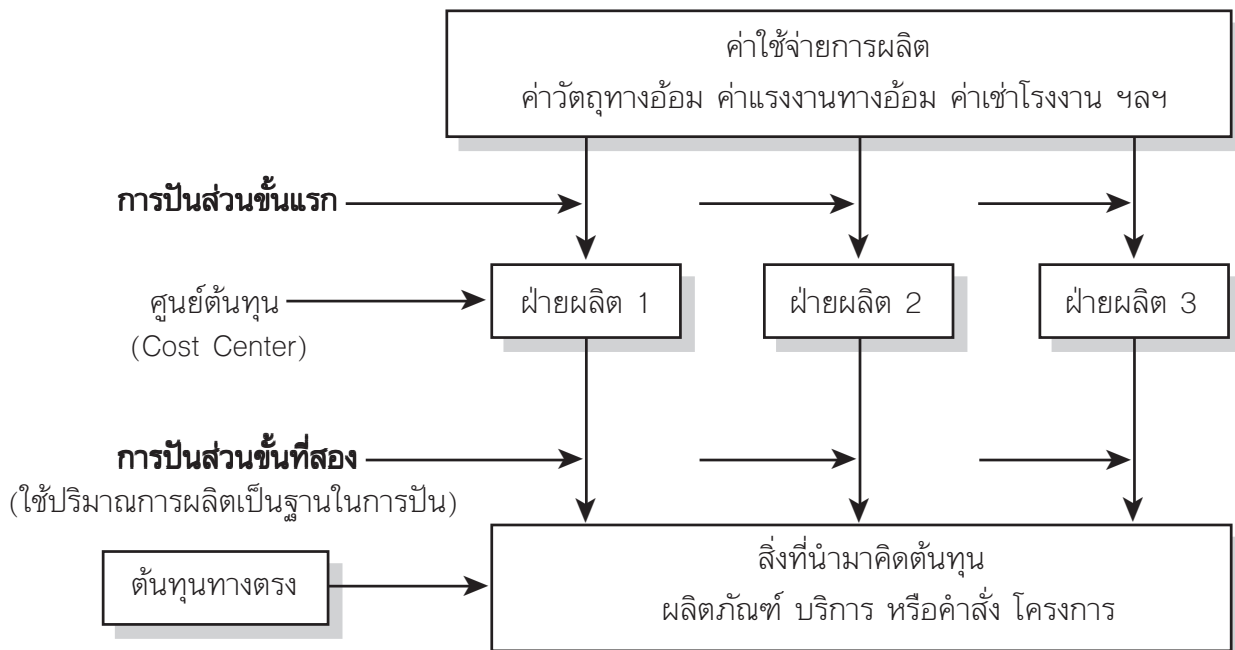 ค่าใช้จ่ายการผลิต
ค่าวัตถุทางอ้อม ค่าแรงงานทางอ้อม ค่าเช่าโรงงาน ฯลฯ
การปันส่วนขั้นแรก
ศูนย์ต้นทุน
(Cost Center)
ฝ่ายผลิต 1
ฝ่ายผลิต 2
ฝ่ายผลิต 3
การปันส่วนขั้นที่สอง
(ใช้ปริมาณการผลิตเป็นฐานในการปัน)
ต้นทุนทางตรง
สิ่งที่นำมาคิดต้นทุน
ผลิตภัณฑ์ บริการ หรือคำสั่ง โครงการ